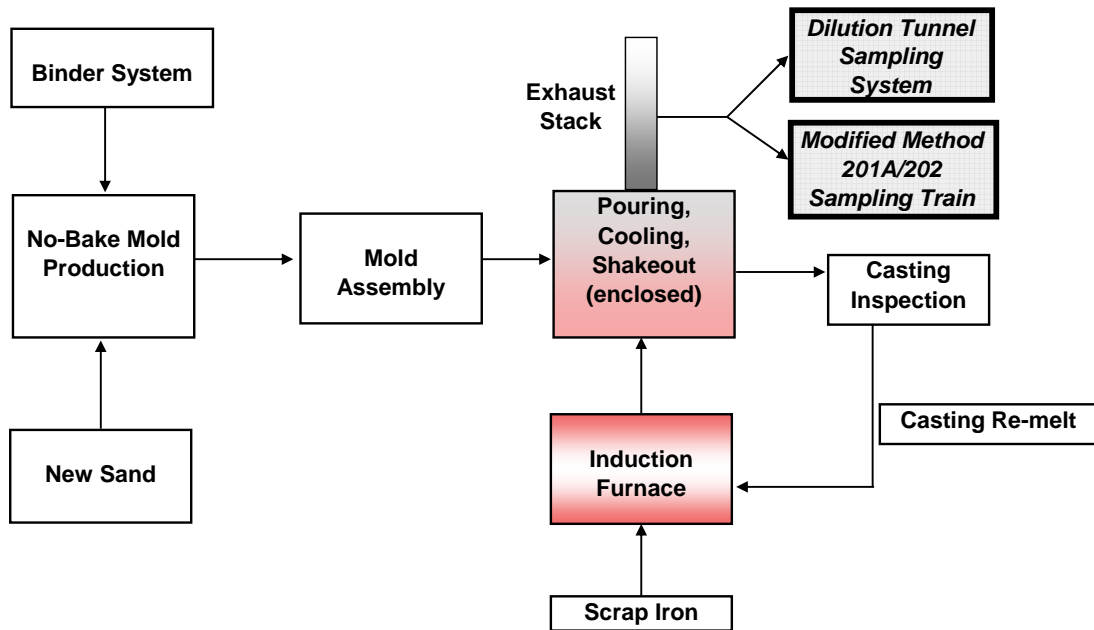 Binder System
Dilution Tunnel
Sampling
System
Exhaust
Stack
Modified Method
201A/202
Sampling Train
No-Bake Mold
Production
Mold
Assembly
Pouring,
Cooling,
Shakeout
(enclosed)
Casting
Inspection
Casting Re-melt
New Sand
Induction
Furnace
Scrap Iron